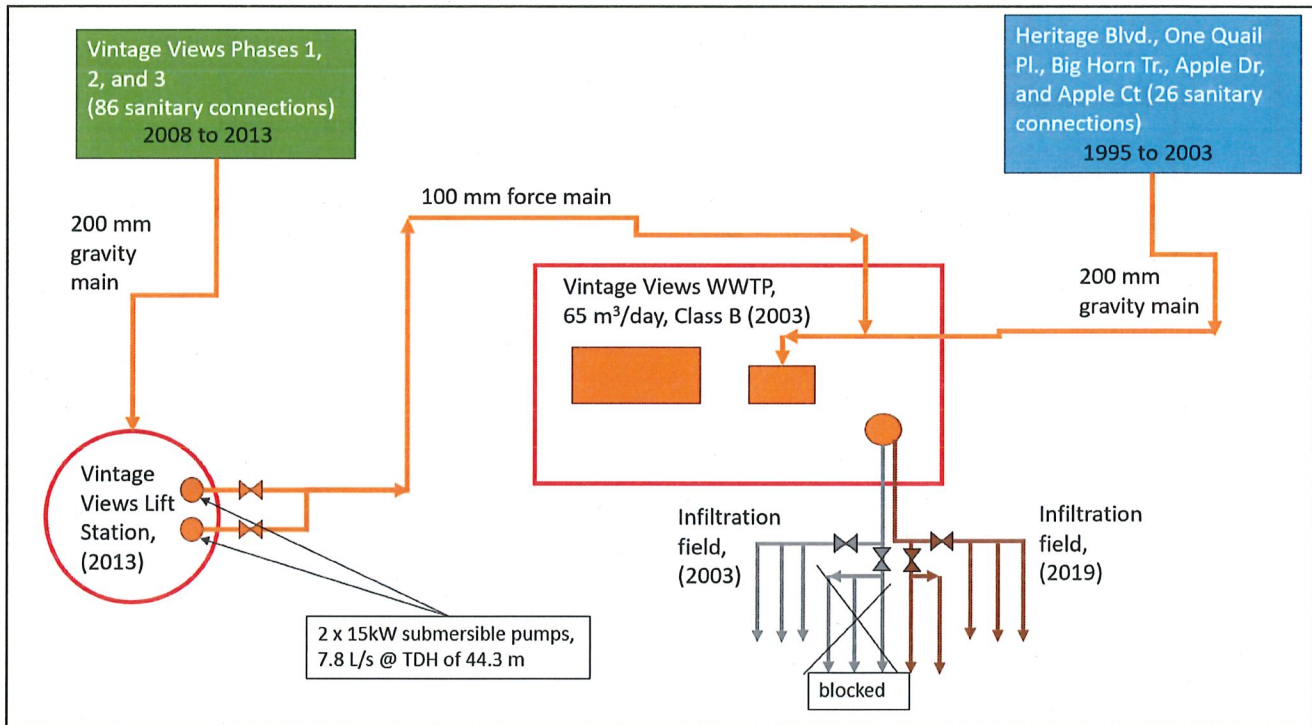 Vintage Views Phases 1,
2, and 3
(86 sanitary connections)
2008 to 2013
Heritage Blvd., One Quail
Pl., Big Horn Tr., Apple Dr,
and Apple Ct (26 sanitary
connections)
1995 to 2003
100 mm force main
200 mm
gravity
main
Vintage Views WWTP,
65 m³/day, Class B (2003)
200 mm
gravity main
Vintage
Views Lift
Station,
(2013)
Infiltration
field,
(2003)
Infiltration
field,
(2019)
2 x 15kW submersible pumps,
7.8 L/s @ TDH of 44.3 m
blocked